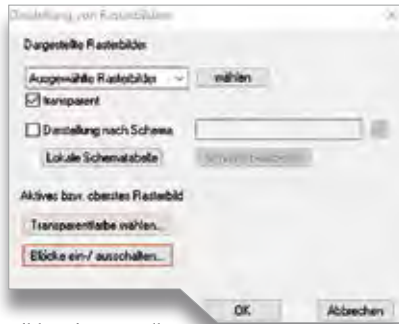 Darstellung von Rasterbildern
Dargestellte Rasterbilder
Ausgewählte Rasterbilder
wählen
transparent
Darstellung nach Schema
Lokale Schematabelle
Aktives bzw. oberstes Rasterbild
Transparentfarbe wählen...
Blöcke ein-/ ausschalten...
OK
Abbrechen